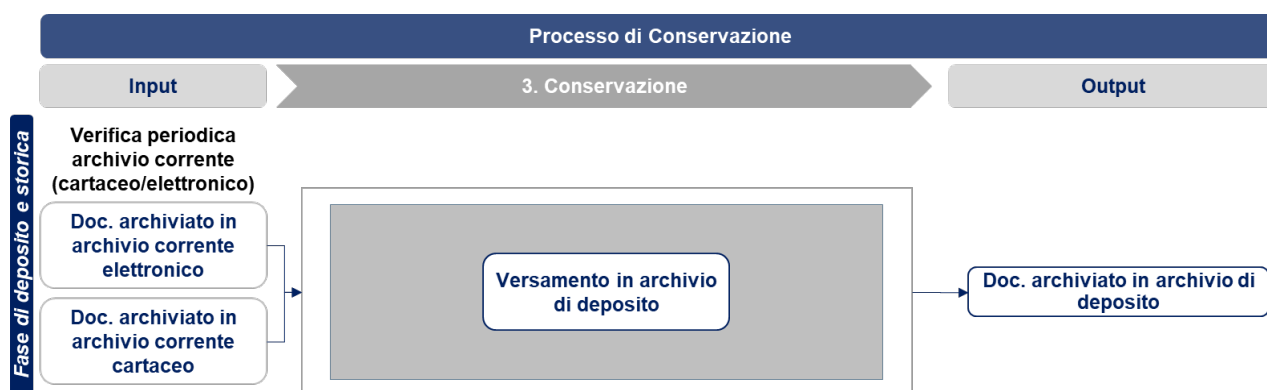 Processo di Conservazione
Input
3. Conservazione
Output
Fase di deposito e storica
Verifica periodica
archivio corrente
(cartaceo/elettronico)
Doc. archiviato in
archivio corrente
elettronico
Doc. archiviato in
archivio corrente
cartaceo
Versamento in archivio
di deposito
Doc. archiviato in archivio di
deposito